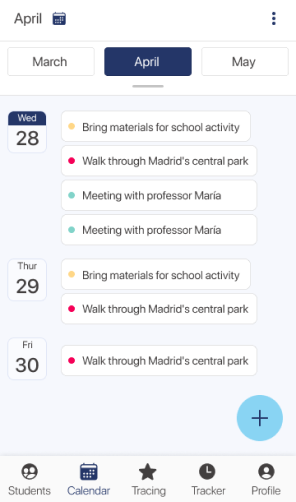 April
March
April
May
Wed
28
Bring materials for school activity
Walk through Madrid's central park
Meeting with professor María
Meeting with professor María
Thur
29
Bring materials for school activity
Walk through Madrid's central park
Fri
30
Walk through Madrid's central park
+
Students
Calendar
Tracing
Tracker
Profile